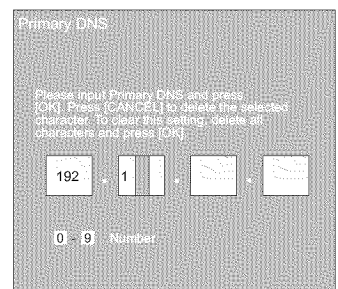 Primary DNS
Please input Primary DNS and press
[OK]. Press [CANCEL] to delete the selected
character. To clear this setting, delete all
characters and press [OK].
192 . 1 . .
0 - 9 Number